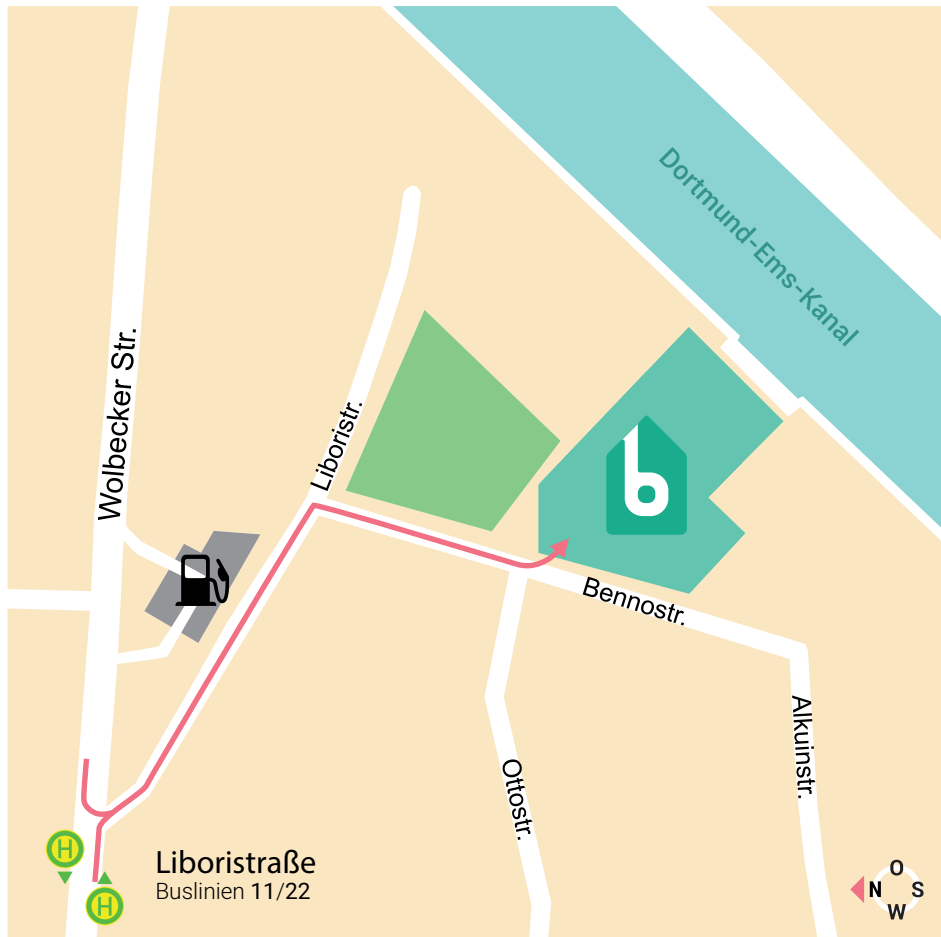 Dortmund-Ems-Kanal
Wolbecker Str.
Liboristr.
b
Bennostr.
Alkuinstr.
Ottostr.
H
H
Liboristraße
Buslinien 11/22
O
N S
W